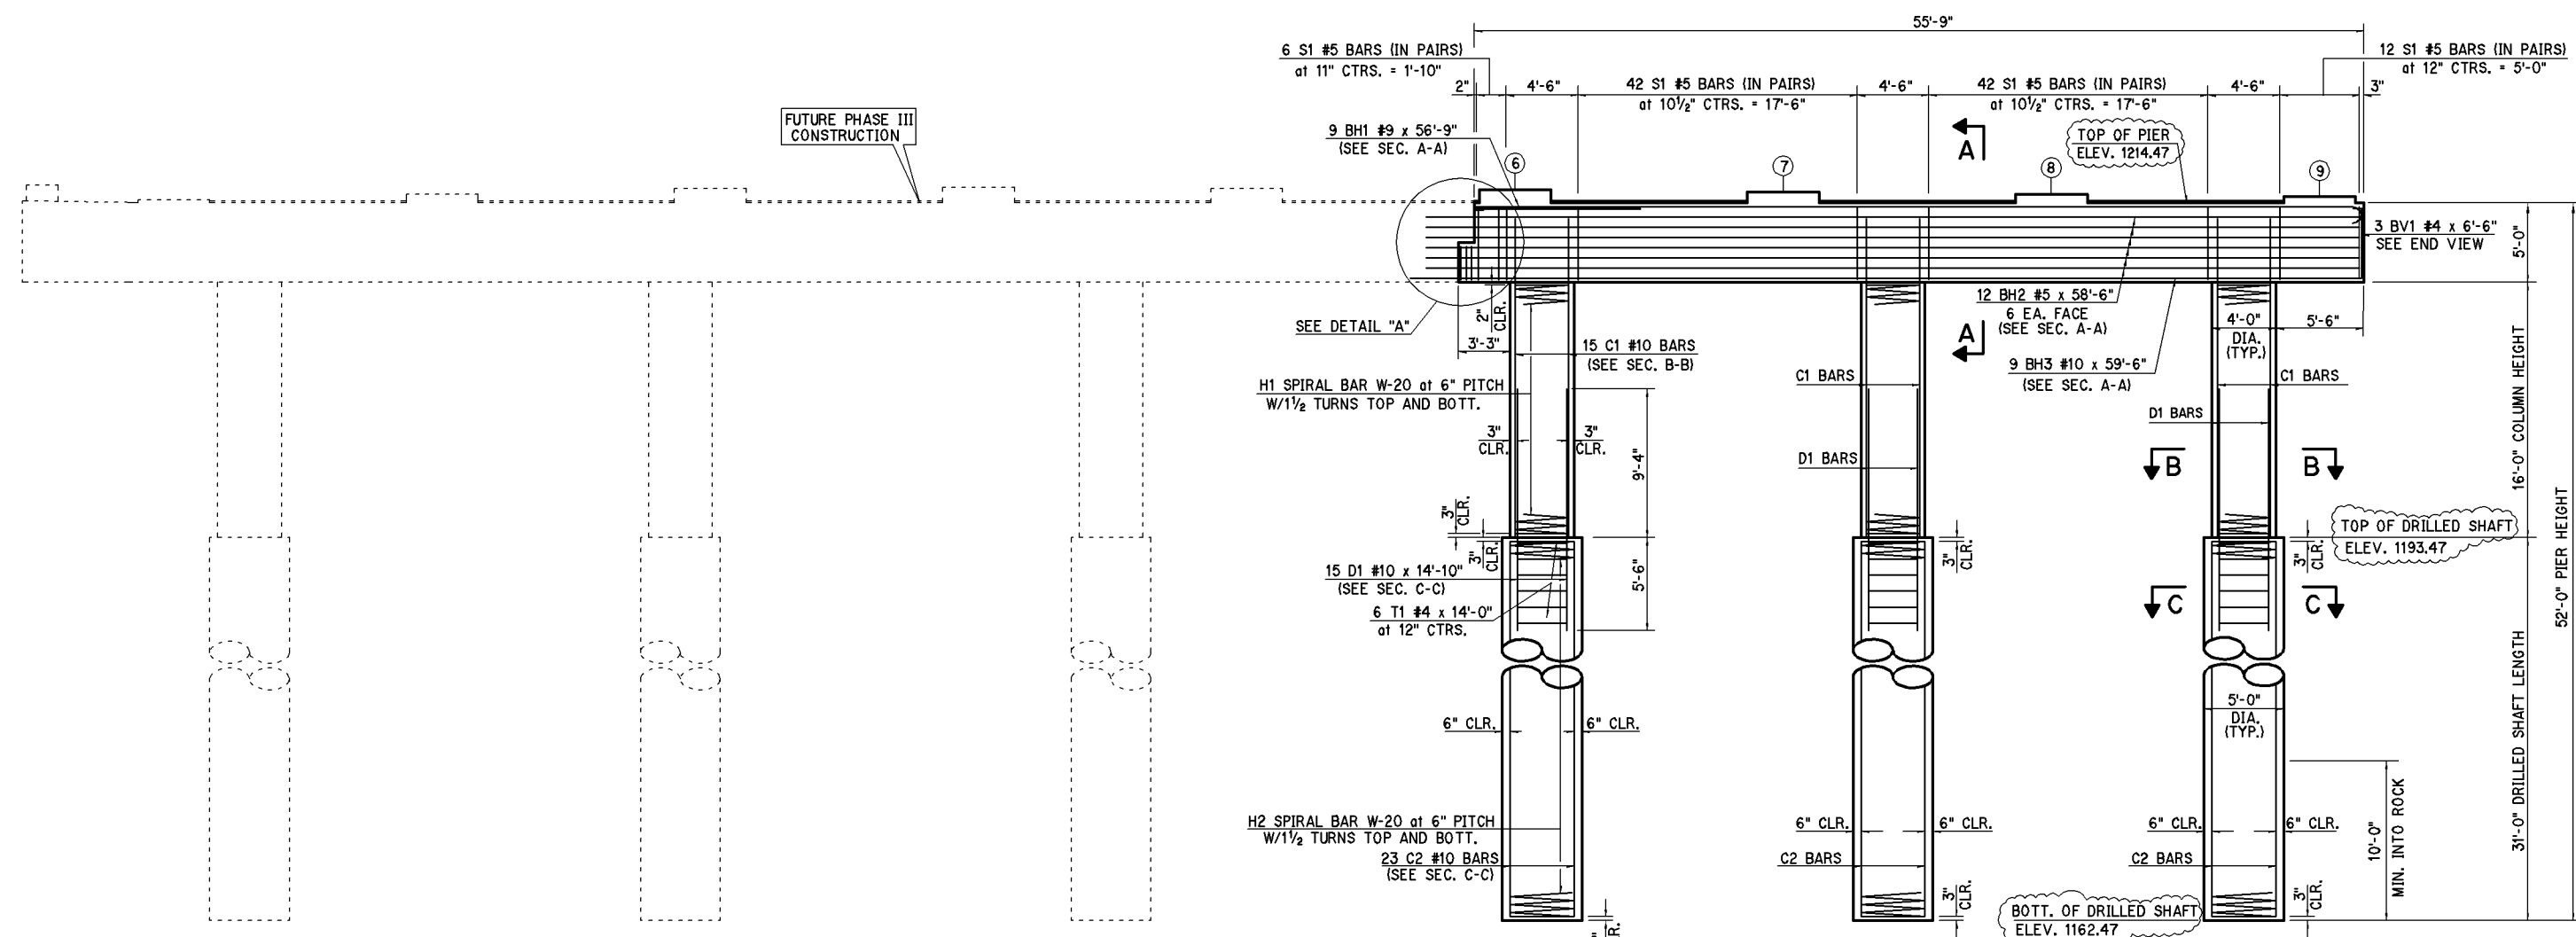 55'-9"
6 S1 #5 BARS (IN PAIRS)
at 11" CTRS. = 1'-10"
12 S1 #5 BARS (IN PAIRS)
at 12" CTRS. = 5'-0"
2"
4'-6"
42 S1 #5 BARS (IN PAIRS)
at 10½" CTRS. = 17'-6"
4'-6"
42 S1 #5 BARS (IN PAIRS)
at 10½" CTRS. = 17'-6"
4'-6"
3"
FUTURE PHASE III
CONSTRUCTION
9 BH1 #9 x 56'-9"
(SEE SEC. A-A)
A
TOP OF PIER
ELEV. 1214.47
6
7
8
9
3 BV1 #4 x 6'-6"
SEE END VIEW
5'-0"
SEE DETAIL "A"
2"
CLR.
12 BH2 #5 x 58'-6"
6 EA. FACE
(SEE SEC. A-A)
A
4'-0"
DIA.
(TYP.)
5'-6"
3'-3"
15 C1 #10 BARS
(SEE SEC. B-B)
9 BH3 #10 x 59'-6"
(SEE SEC. A-A)
H1 SPIRAL BAR W-20 at 6" PITCH
W/1½ TURNS TOP AND BOTT.
C1 BARS
C1 BARS
D1 BARS
16'-0" COLUMN HEIGHT
3"
CLR.
3"
CLR.
9'-4"
D1 BARS
B
B
52'-0" PIER HEIGHT
3"
CLR.
TOP OF DRILLED SHAFT
ELEV. 1193.47
3"
CLR.
3"
CLR.
3"
CLR.
15 D1 #10 x 14'-10"
(SEE SEC. C-C)
5'-6"
6 T1 #4 x 14'-0"
at 12" CTRS.
C
C
31'-0" DRILLED SHAFT LENGTH
5'-0"
DIA.
(TYP.)
6" CLR.
6" CLR.
H2 SPIRAL BAR W-20 at 6" PITCH
W/1½ TURNS TOP AND BOTT.
6" CLR.
6" CLR.
6" CLR.
6" CLR.
10'-0"
MIN. INTO ROCK
23 C2 #10 BARS
(SEE SEC. C-C)
C2 BARS
C2 BARS
3"
CLR.
3"
CLR.
BOTT. OF DRILLED SHAFT
ELEV. 1162.47